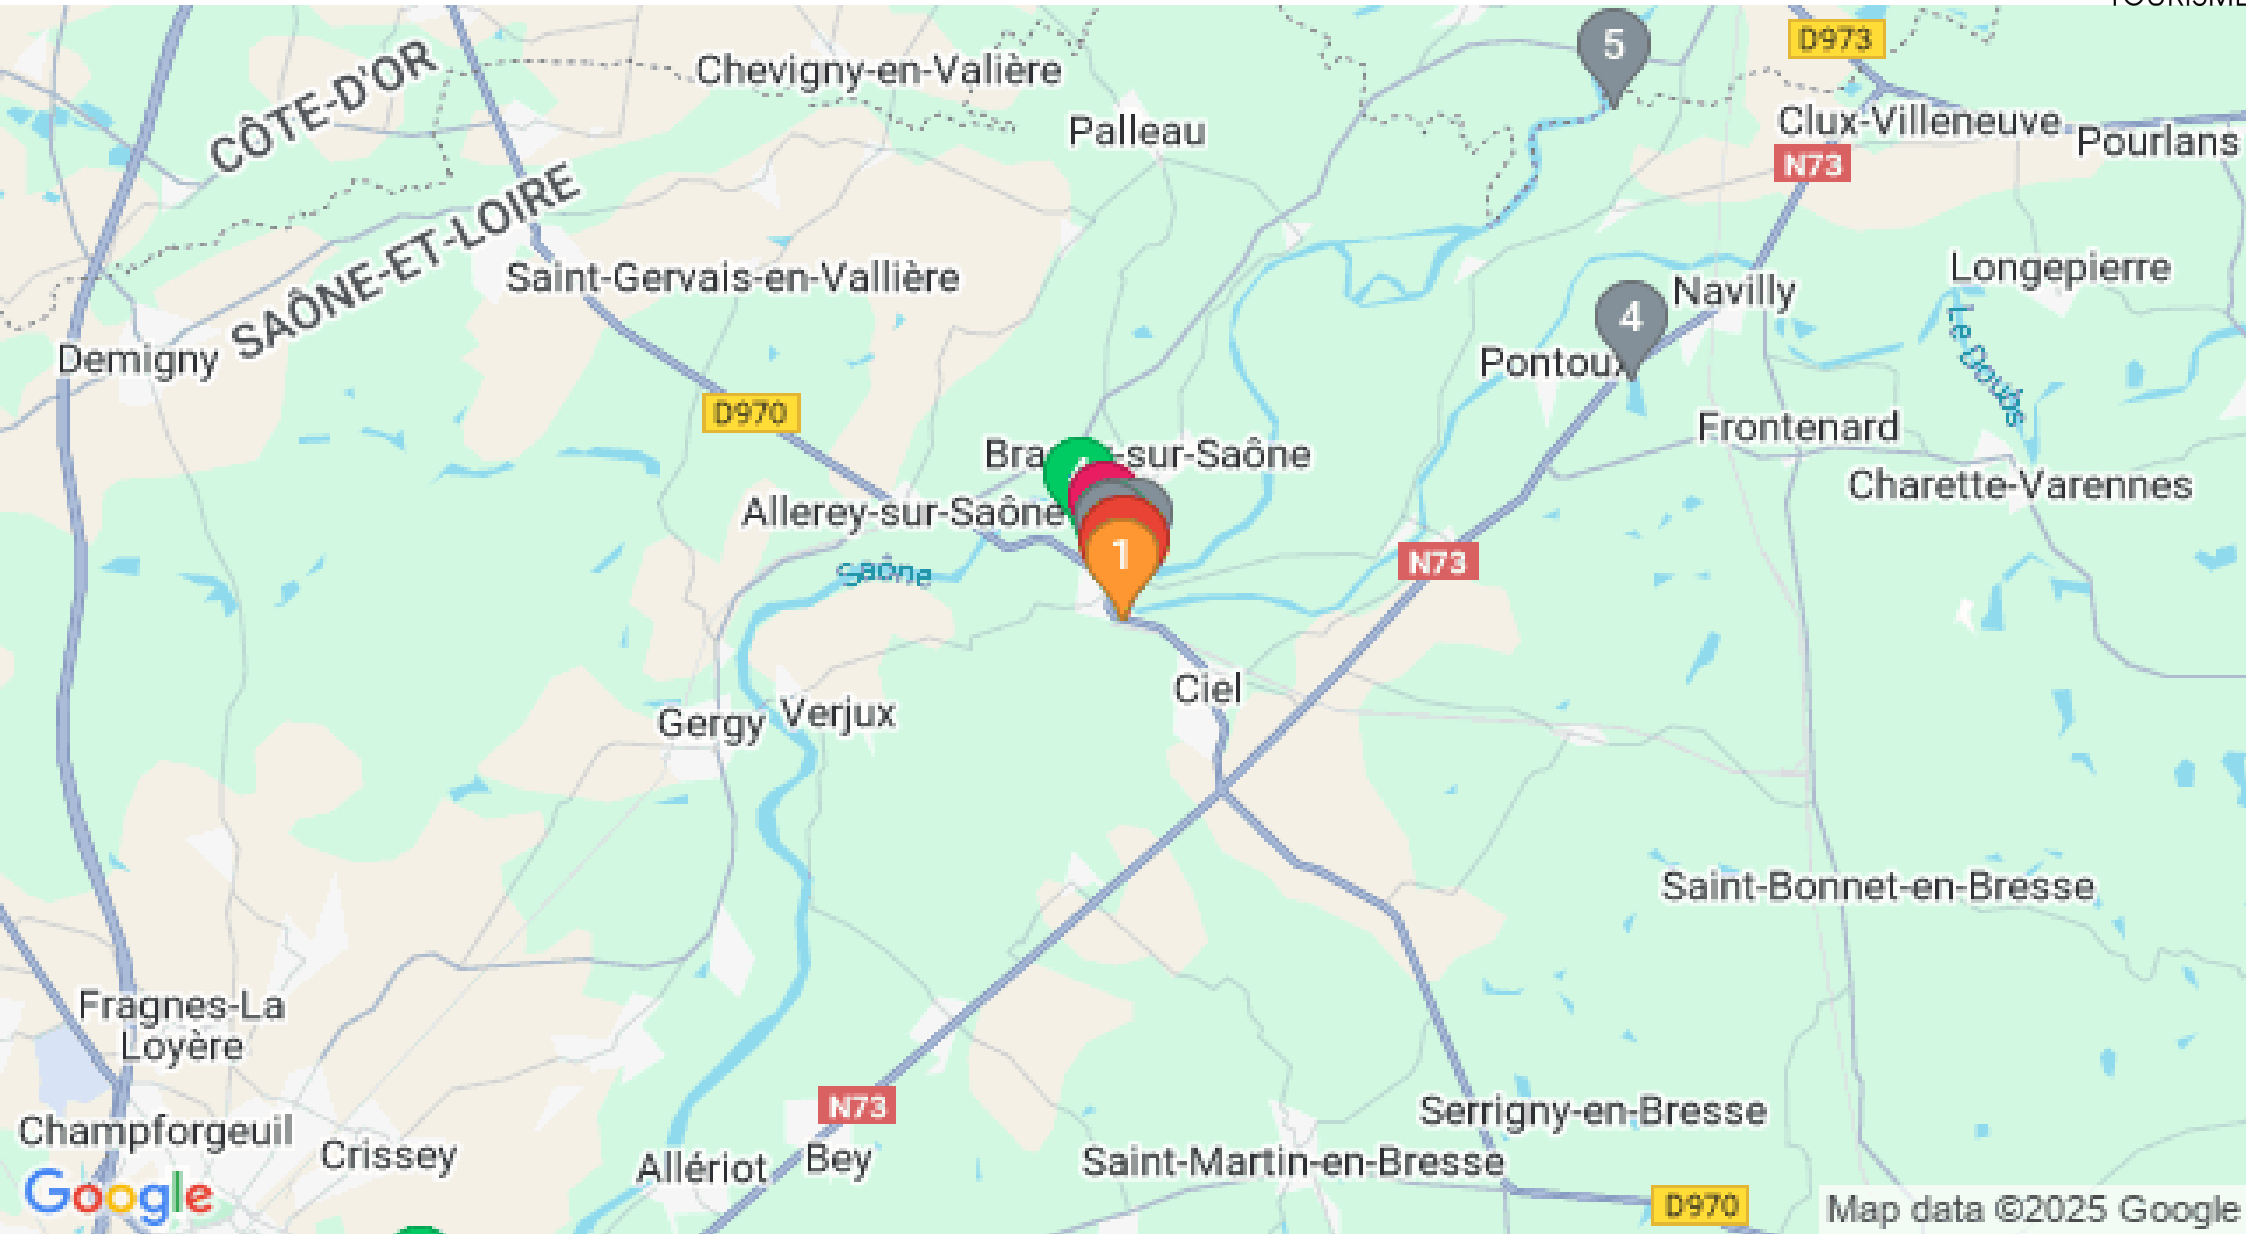 5
D973
Chevigny-en-Valière
CÔTE-D'OR
Palleau
Clux-Villeneuve
Pourlans
N73
SAÔNE-ET-LOIRE
Saint-Gervais-en-Vallière
Longepierre
Navilly
4
Demigny
Pontoux
Le Doubs
D970
Frontenard
-sur-Saône
Charette-Varennes
Allerey-sur-Saône
1
N73
Saône
Ciel
Verjux
Gergy
Saint-Bonnet-en-Bresse
Fragnes-La
Loyère
N73
Serrigny-en-Bresse
Champforgeuil
Crissey
Allériot
Bey
Saint-Martin-en-Bresse
Google
D970
Map data ©2025 Google